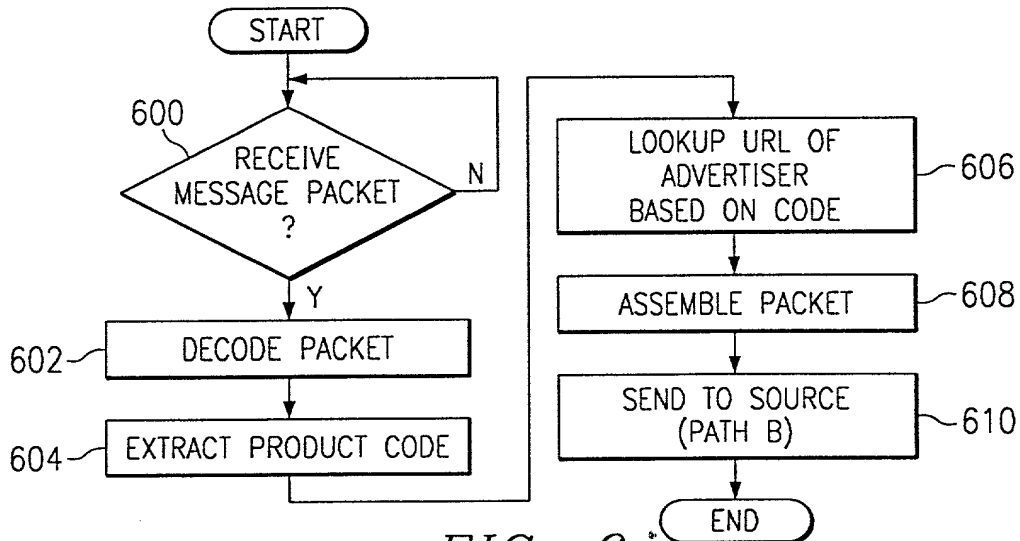 START
600
RECEIVE
MESSAGE PACKET
?
N
Y
602
DECODE PACKET
604
EXTRACT PRODUCT CODE
LOOKUP URL OF
ADVERTISER
BASED ON CODE
606
ASSEMBLE PACKET
608
SEND TO SOURCE
(PATH B)
610
END